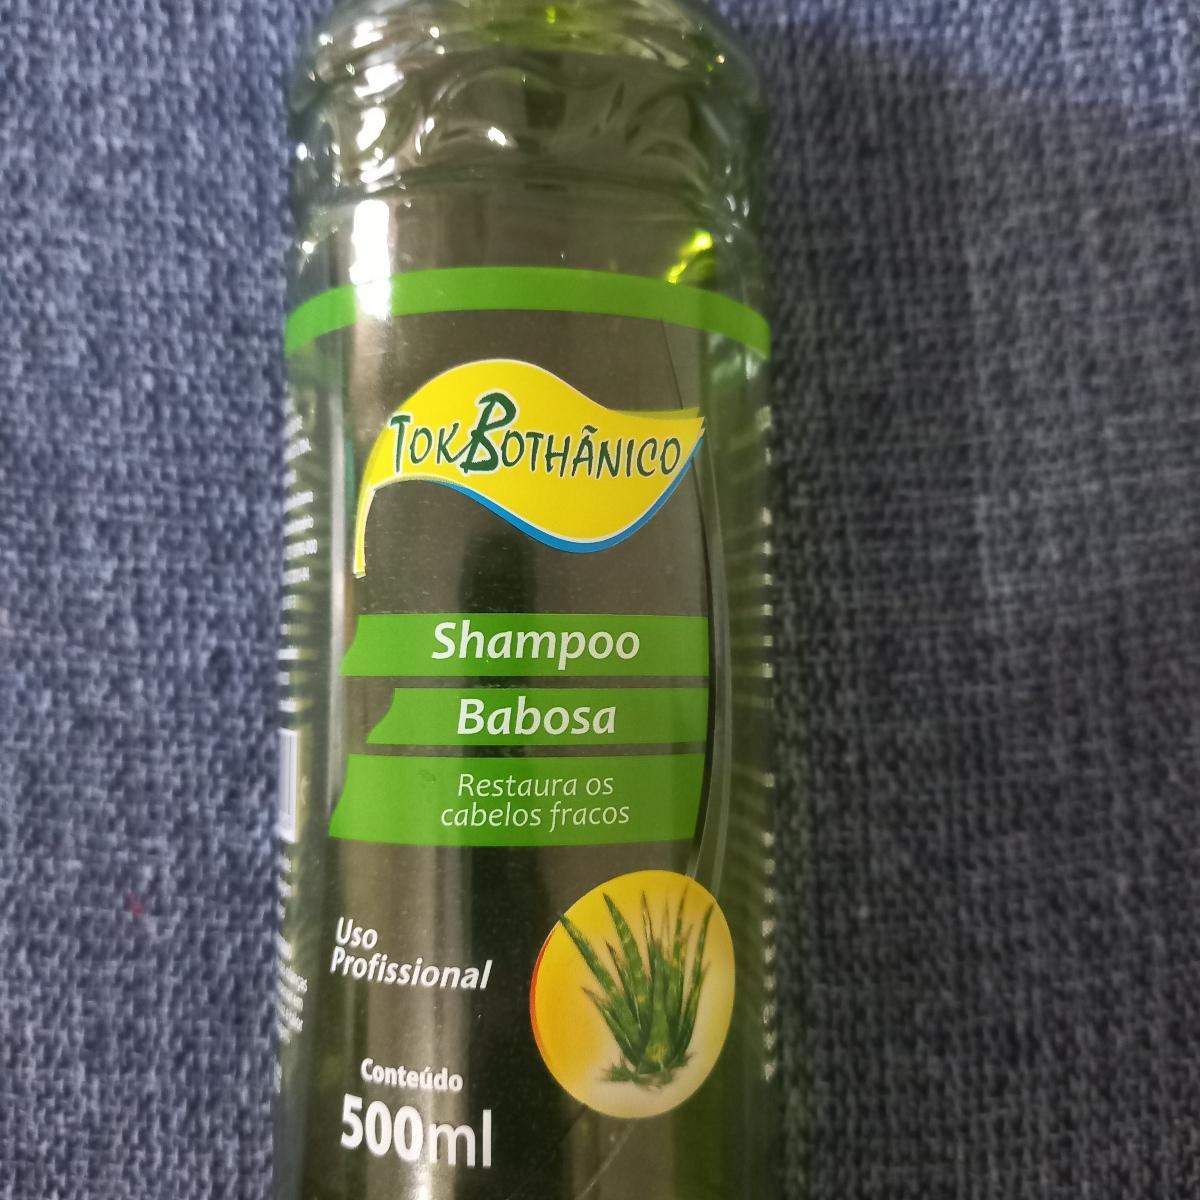 TOKBOTHÂNICO
Shampoo
Babosa
Restaura os
cabelos fracos
Uso
Profissional
Conteúdo
500ml